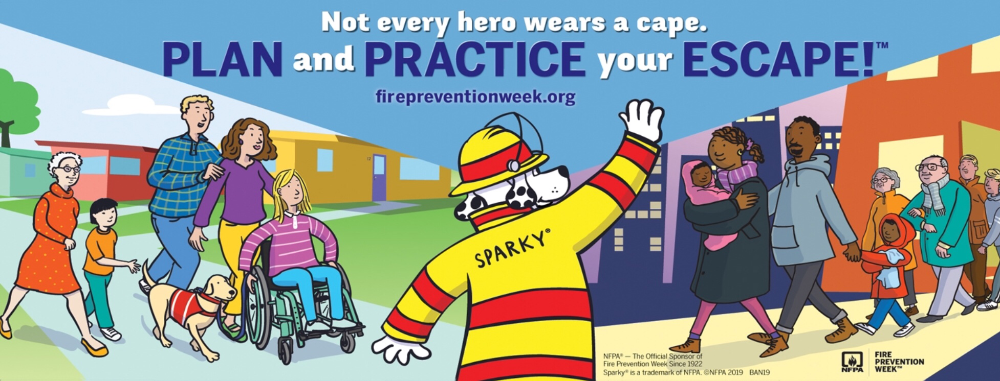 Not every hero wears a cape.
PLAN and PRACTICE your ESCAPE!™
firepreventionweek.org
12
SPARKY®
NFPA® — The Official Sponsor of
Fire Prevention Week Since 1922
Sparky® is a trademark of NFPA. ©NFPA 2019 BAN19
NFPA
FIRE
PREVENTION
WEEK™